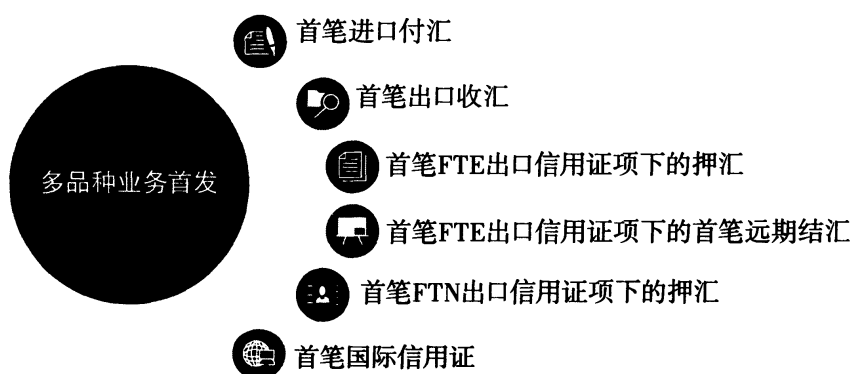 首笔进口付汇
首笔出口收汇
多品种业务首发
首笔FTE出口信用证项下的押汇
首笔FTE出口信用证项下的首笔远期结汇
首笔FTN出口信用证项下的押汇
首笔国际信用证